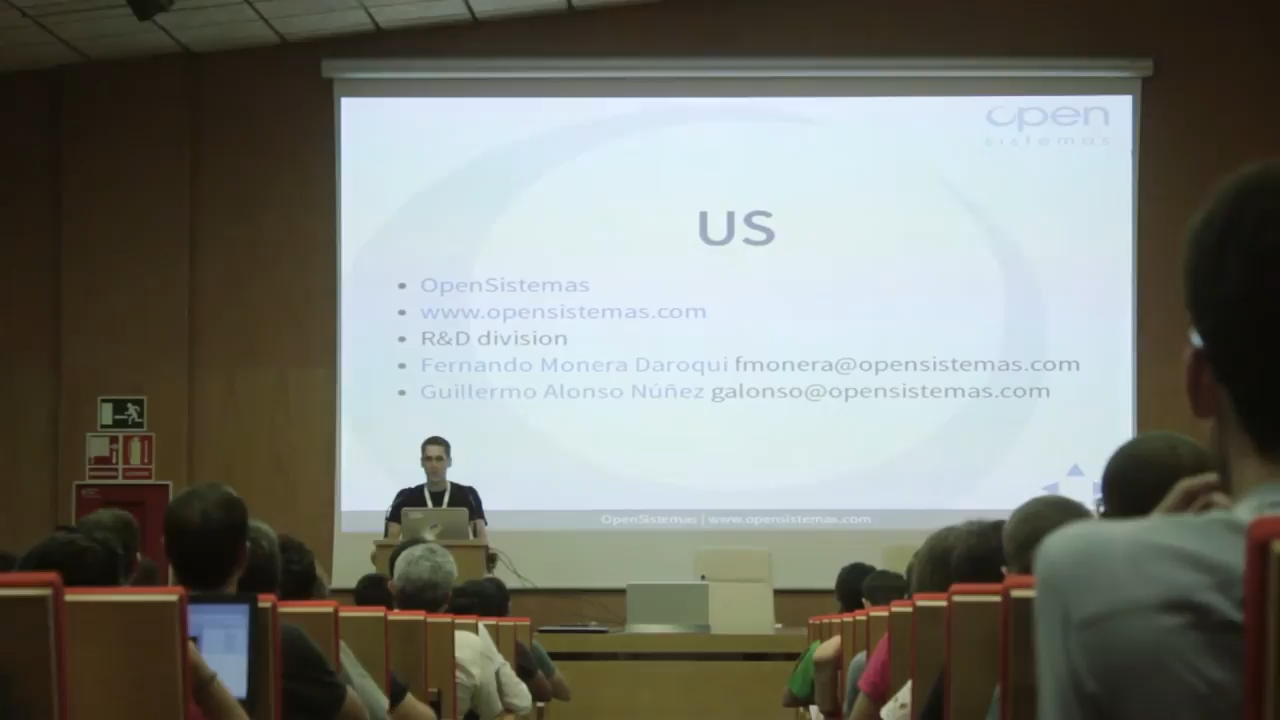 open
sistemas
US
OpenSistemas
www.opensistemas.com
R&D division
Fernando Monera Daroqui fmonera@opensistemas.com
Guillermo Alonso Núñez galonso@opensistemas.com
OpenSistemas | www.opensistemas.com